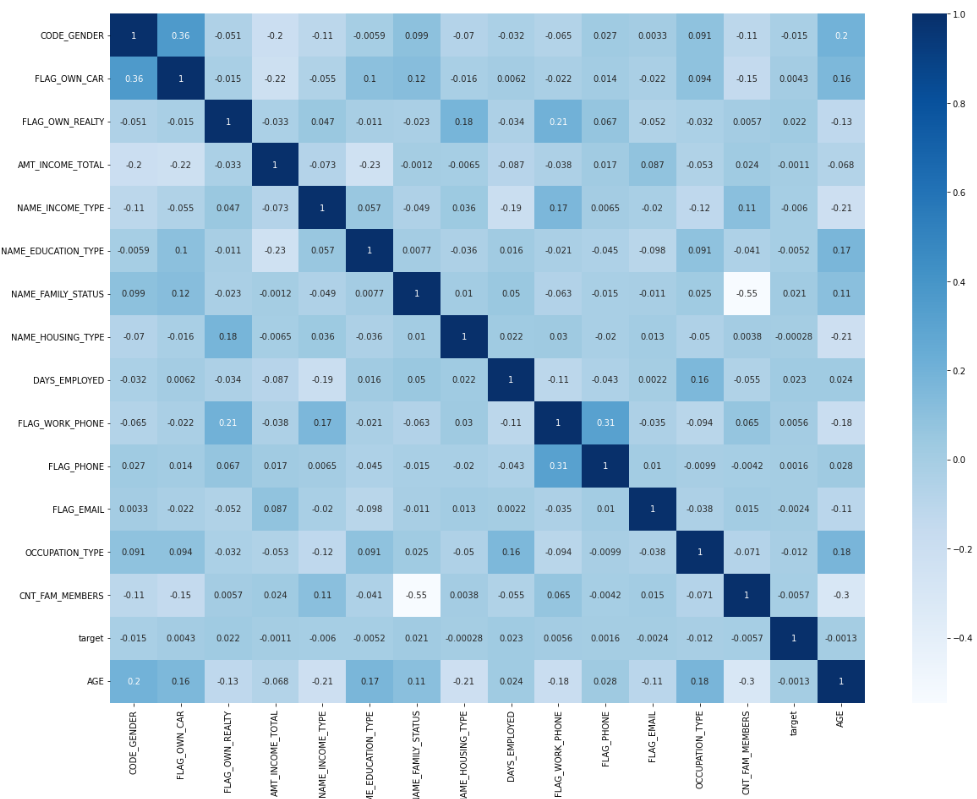 CODE_GENDER 1 0.36 -0.051 -0.2 -0.11 -0.0059 0.099 -0.07 -0.032 -0.065 0.027 0.0033 0.091 -0.11 -0.015 0.2
FLAG_OWN_CAR 0.36 1 -0.015 -0.22 -0.055 0.1 0.12 -0.016 0.0062 -0.022 0.014 -0.022 0.094 -0.15 0.0043 0.16
FLAG_OWN_REALTY -0.051 -0.015 1 -0.033 0.047 -0.011 -0.023 0.18 -0.034 0.21 0.067 -0.052 -0.032 0.0057 0.022 -0.13
AMT_INCOME_TOTAL -0.2 -0.22 -0.033 1 -0.073 -0.23 -0.0012 -0.0065 -0.087 -0.038 0.017 0.087 -0.053 0.024 -0.0011 -0.068
NAME_INCOME_TYPE -0.11 -0.055 0.047 -0.073 1 0.057 -0.049 0.036 -0.19 0.17 0.0065 -0.02 -0.12 0.11 -0.006 -0.21
NAME_EDUCATION_TYPE -0.0059 0.1 -0.011 -0.23 0.057 1 0.0077 -0.036 0.016 -0.021 -0.045 -0.098 0.091 -0.041 -0.0052 0.17
NAME_FAMILY_STATUS 0.099 0.12 -0.023 -0.0012 -0.049 0.0077 1 0.01 0.05 -0.063 -0.015 -0.011 0.025 -0.55 0.021 0.11
NAME_HOUSING_TYPE -0.07 -0.016 0.18 -0.0065 0.036 -0.036 0.01 1 0.022 0.03 -0.02 0.013 -0.05 0.0038 -0.00028 -0.21
DAYS_EMPLOYED -0.032 0.0062 -0.034 -0.087 -0.19 0.016 0.05 0.022 1 -0.11 -0.043 0.0022 0.16 -0.055 0.023 0.024
FLAG_WORK_PHONE -0.065 -0.022 0.21 -0.038 0.17 -0.021 -0.063 0.03 -0.11 1 0.31 -0.035 -0.094 0.065 0.0056 -0.18
FLAG_PHONE 0.027 0.014 0.067 0.017 0.0065 -0.045 -0.015 -0.02 -0.043 0.31 1 0.01 -0.0099 -0.0042 0.0016 0.028
FLAG_EMAIL 0.0033 -0.022 -0.052 0.087 -0.02 -0.098 -0.011 0.013 0.0022 -0.035 0.01 1 -0.038 0.015 -0.0024 -0.11
OCCUPATION_TYPE 0.091 0.094 -0.032 -0.053 -0.12 0.091 0.025 -0.05 0.16 -0.094 -0.0099 -0.038 1 -0.071 -0.012 0.18
CNT_FAM_MEMBERS -0.11 -0.15 0.0057 0.024 0.11 -0.041 -0.55 0.0038 -0.055 0.065 -0.0042 0.015 -0.071 1 -0.0057 -0.3
target -0.015 0.0043 0.022 -0.0011 -0.006 -0.0052 0.021 -0.00028 0.023 0.0056 0.0016 -0.0024 -0.012 -0.0057 1 -0.0013
AGE 0.2 0.16 -0.13 -0.068 -0.21 0.17 0.11 -0.21 0.024 -0.18 0.028 -0.11 0.18 -0.3 -0.0013 1
CODE_GENDER
FLAG_OWN_CAR
FLAG_OWN_REALTY
AMT_INCOME_TOTAL
NAME_INCOME_TYPE
ME_EDUCATION_TYPE
NAME_FAMILY_STATUS
NAME_HOUSING_TYPE
DAYS_EMPLOYED
FLAG_WORK_PHONE
FLAG_PHONE
FLAG_EMAIL
OCCUPATION_TYPE
CNT_FAM_MEMBERS
target
AGE
1.0
0.8
0.6
0.4
0.2
0.0
-0.2
-0.4